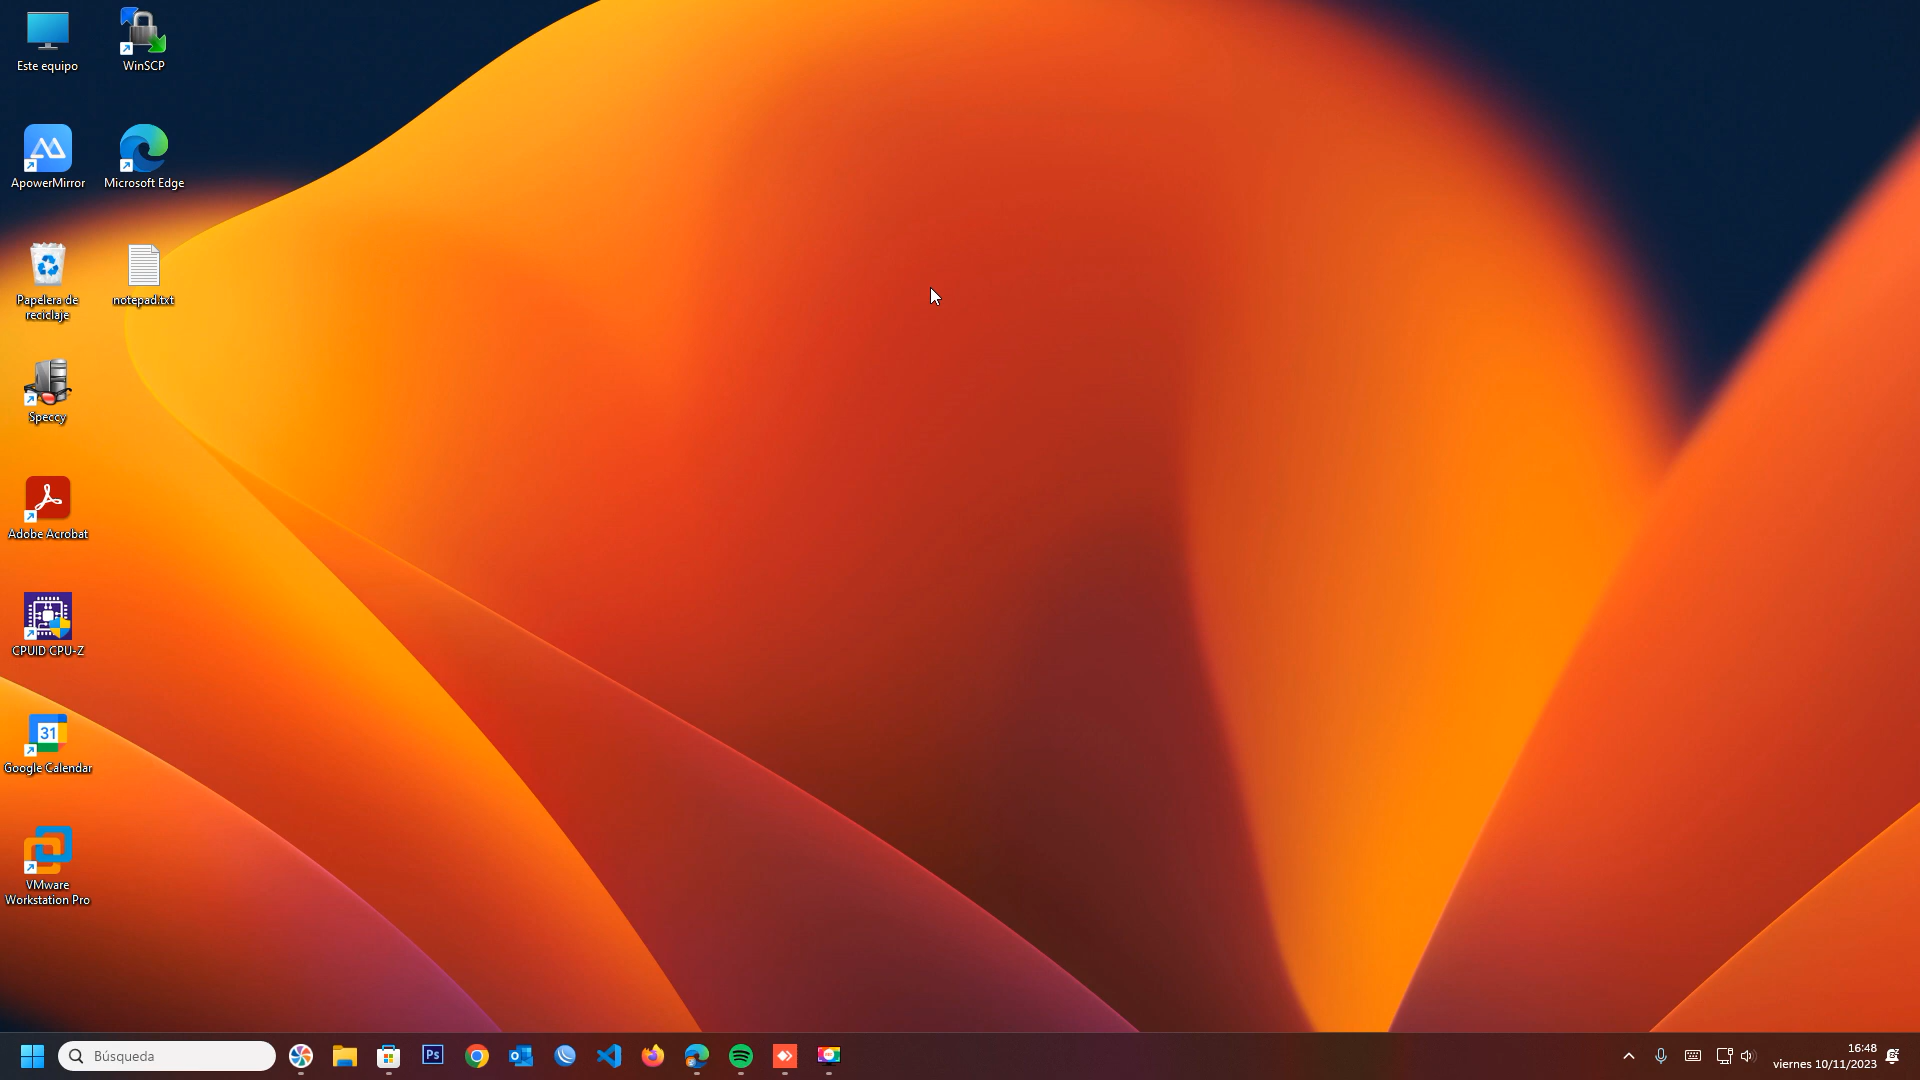 Este equipo
WinSCP
ApowerMirror
Microsoft Edge
Papelera de
reciclaje
notepad.txt
Speccy
Adobe Acrobat
CPUID CPU-Z
31
Google Calendar
VMware
Workstation Pro
Búsqueda
Ps
16:48
viernes 10/11/2023